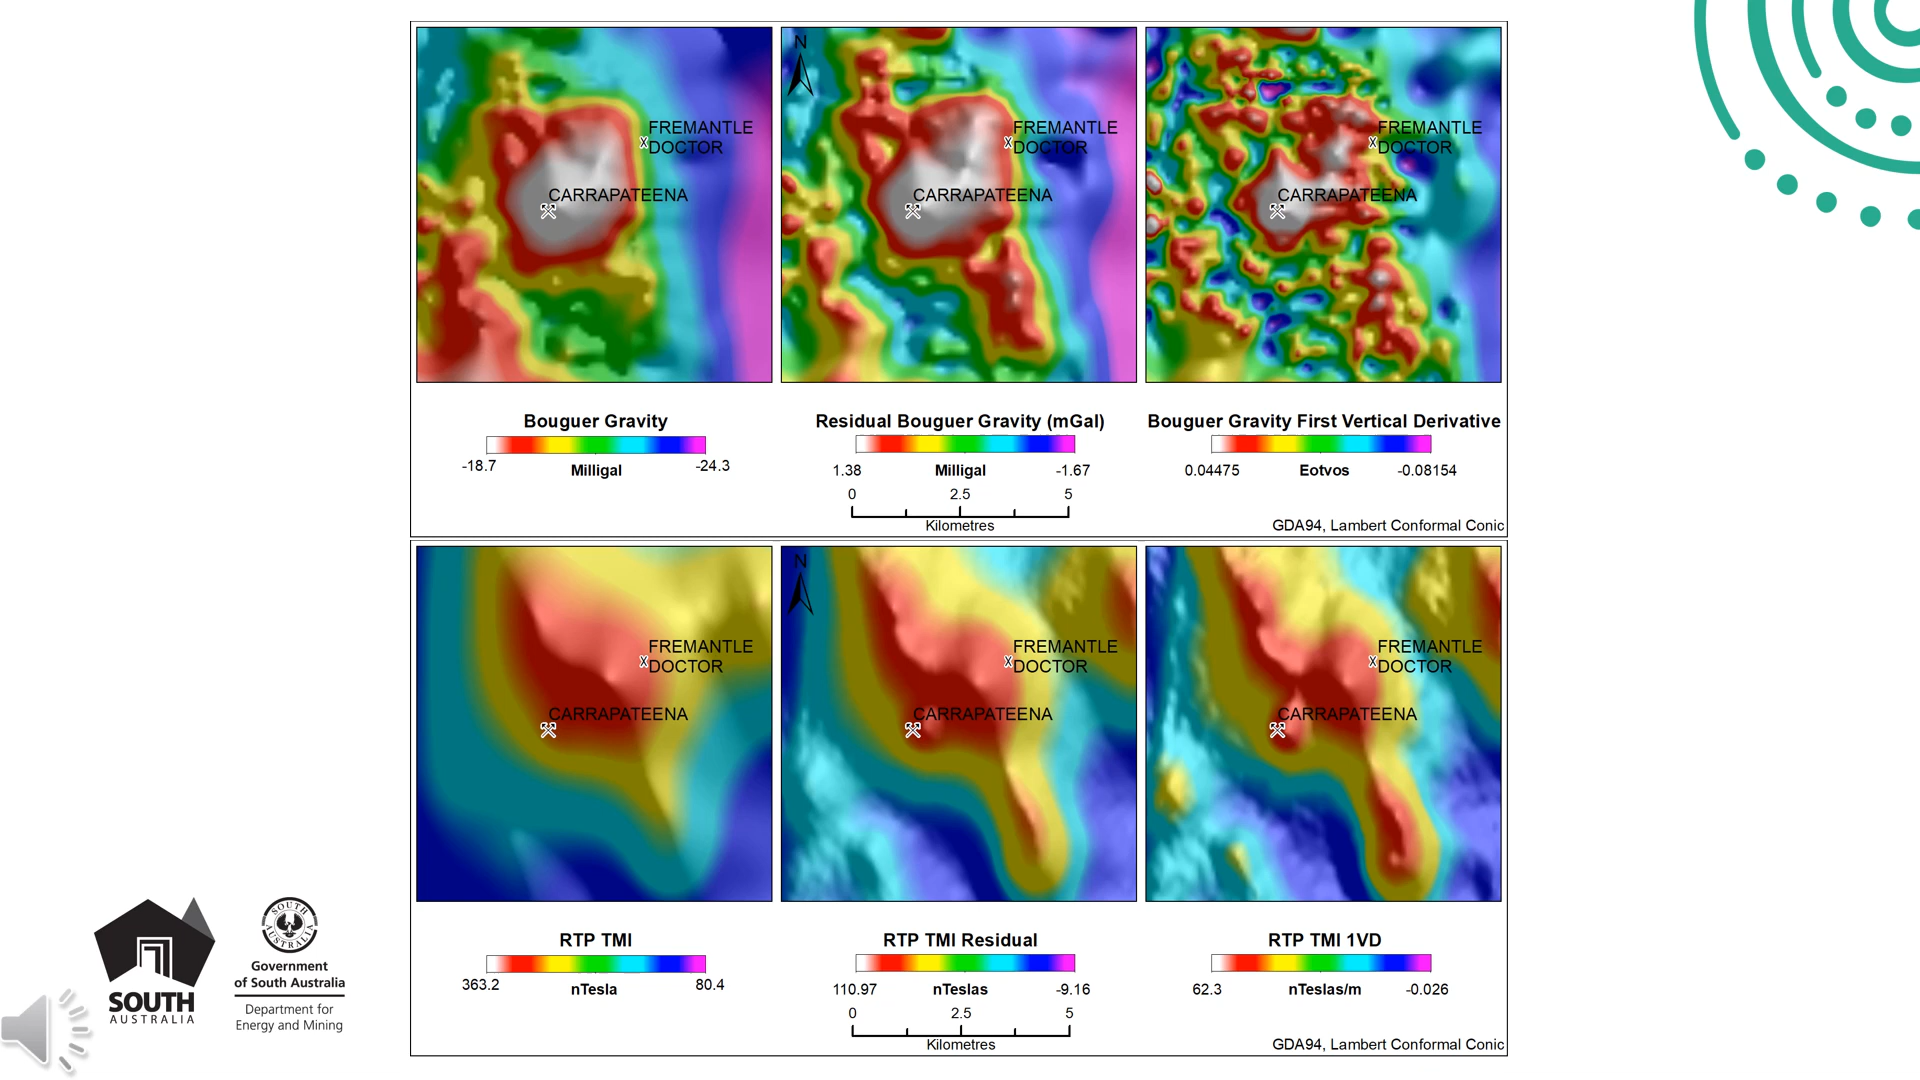 N
FREMANTLE
DOCTOR
CARRAPATEENA
FREMANTLE
DOCTOR
CARRAPATEENA
FREMANTLE
DOCTOR
CARRAPATEENA
Bouguer Gravity
-18.7 Milligal -24.3
Residual Bouguer Gravity (mGal)
1.38 Milligal -1.67
0 2.5 5
Kilometres
Bouguer Gravity First Vertical Derivative
0.04475 Eotvos -0.08154
GDA94, Lambert Conformal Conic
N
FREMANTLE
DOCTOR
CARRAPATEENA
FREMANTLE
DOCTOR
CARRAPATEENA
FREMANTLE
DOCTOR
CARRAPATEENA
RTP TMI
363.2 nTesla 80.4
RTP TMI Residual
110.97 nTeslas -9.16
0 2.5 5
Kilometres
RTP TMI 1VD
62.3 nTeslas/m -0.026
GDA94, Lambert Conformal Conic
SOUTH
AUSTRALIA
SOUTH
AUSTRALIA
Government
of South Australia
Department for
Energy and Mining